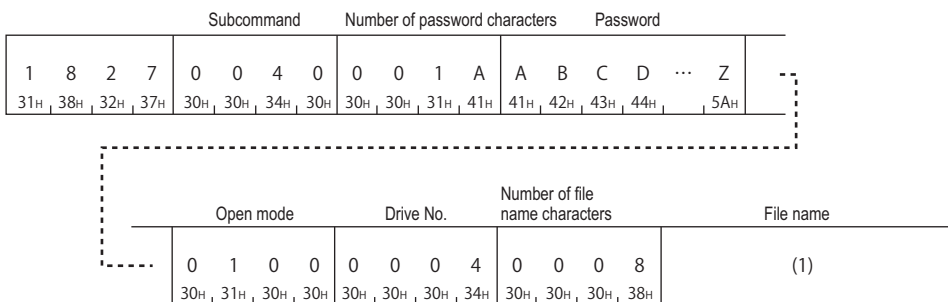 Subcommand Number of password characters Password
1 8 2 7 0 0 4 0 0 0 1 A A B C D ... Z
31H 38H 32H 37H 30H 30H 34H 30H 30H 30H 31H 41H 41H 42H 43H 44H 5AH
Number of file
Open mode Drive No. name characters File name
0 1 0 0 0 0 0 4 0 0 0 8 (1)
30H 31H 30H 30H 30H 30H 30H 34H 30H 30H 30H 38H